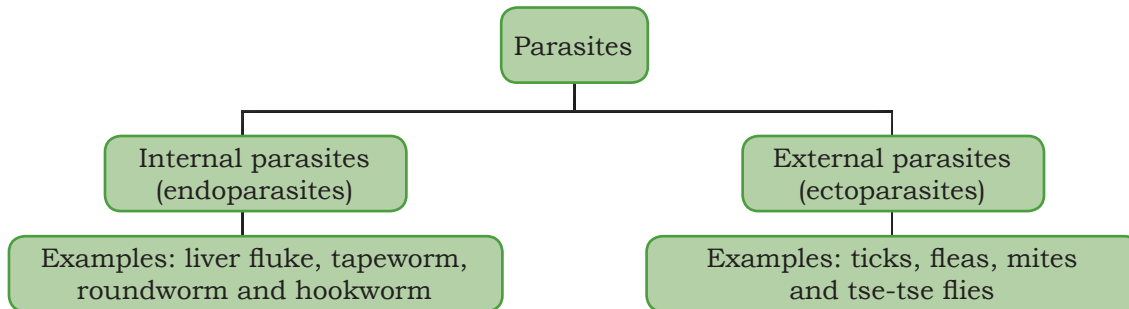 Parasites
Internal parasites
(endoparasites)
External parasites
(ectoparasites)
Examples: liver fluke, tapeworm,
roundworm and hookworm
Examples: ticks, fleas, mites
and tse-tse flies